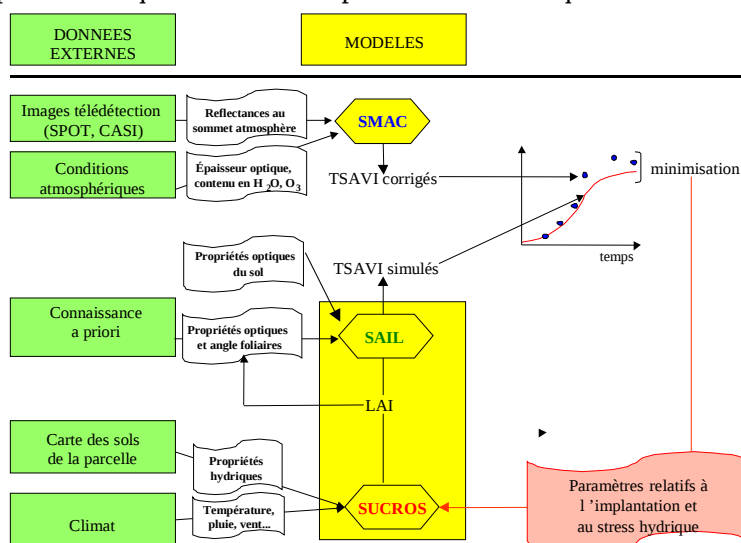 DONNEES
EXTERNES
MODELES
Images télédétection
(SPOT, CASI)
Reflectances au
sommet atmosphère
SMAC
Conditions
atmosphériques
Épaisseur optique,
contenu en H2O, O3
TSAVI corrigés
minimisation
temps
Propriétés optiques
du sol
TSAVI simulés
Connaissance
a priori
Propriétés optiques
et angle foliaires
SAIL
LAI
Carte des sols
de la parcelle
Propriétés
hydriques
Climat
Température,
pluie, vent...
SUCROS
Paramètres relatifs à
l 'implantation et
au stress hydrique